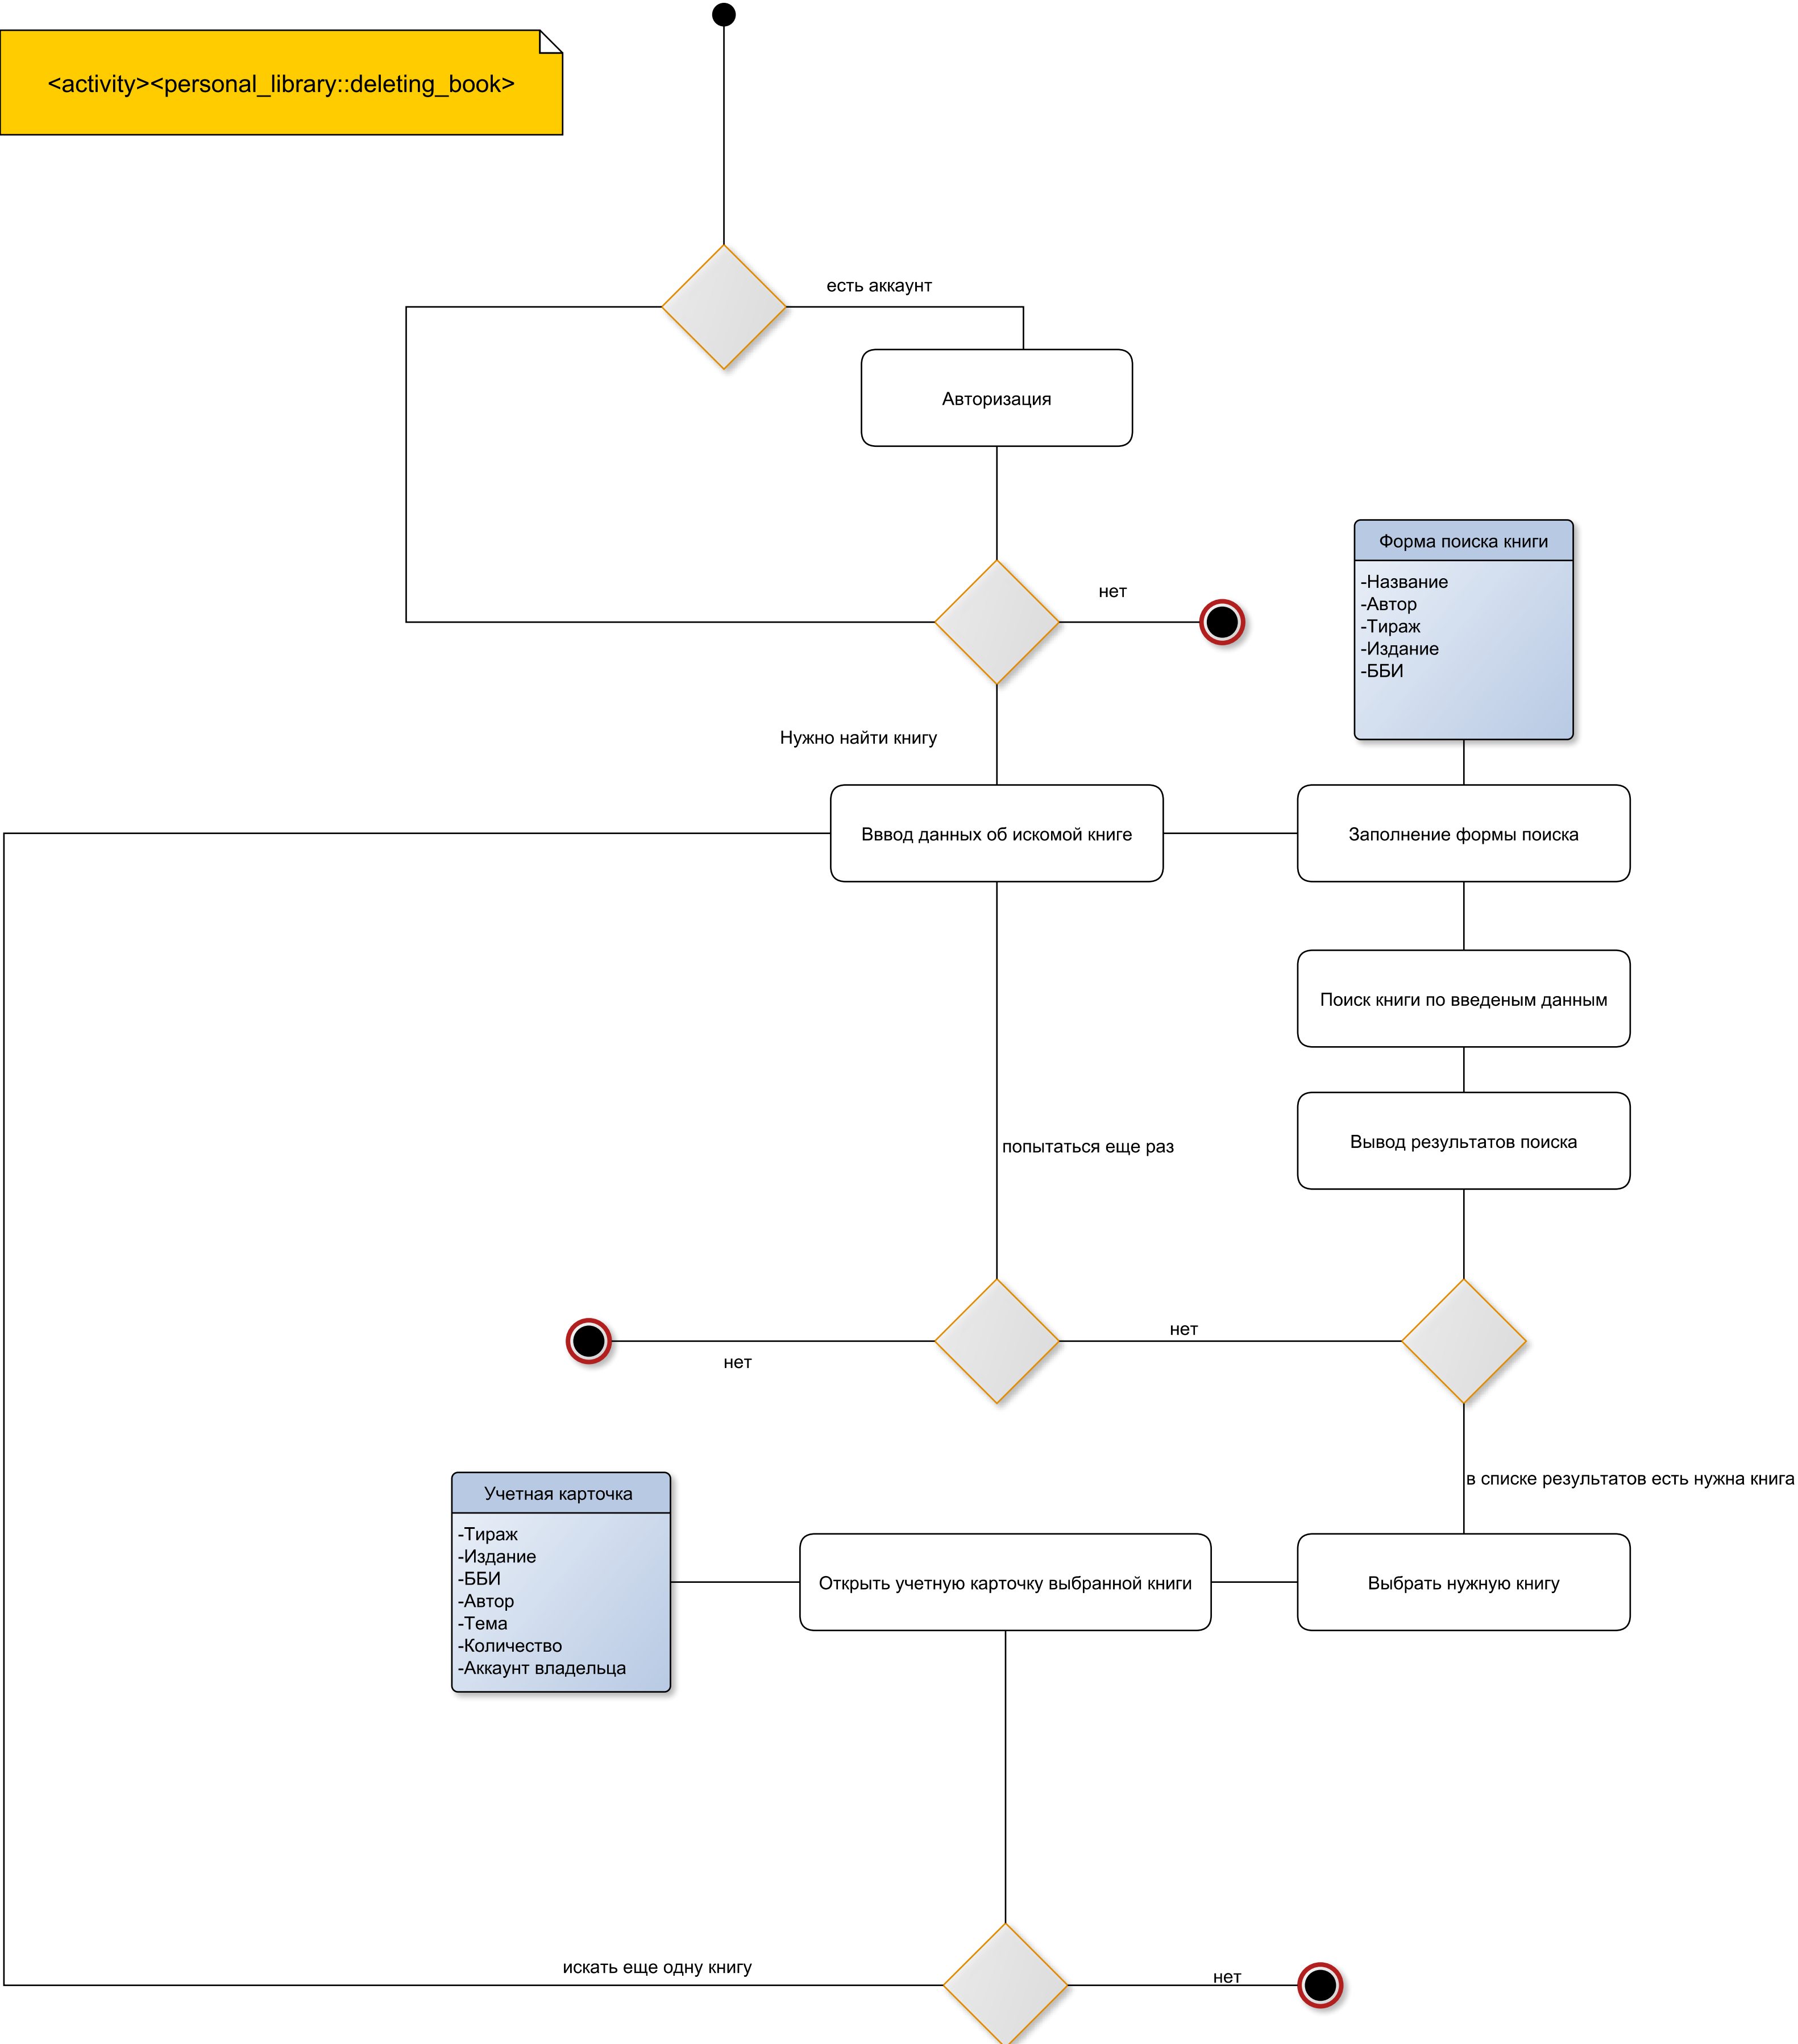 <activity><personal_library::deleting_book>
есть аккаунт
Авторизация
Форма поиска книги
-Название
-Автор
-Тираж
-Издание
-ББИ
нет
Нужно найти книгу
Вввод данных об искомой книге
Заполнение формы поиска
Поиск книги по введеным данным
попытаться еще раз
Вывод результатов поиска
нет
нет
в списке результатов есть нужна книга
Учетная карточка
-Тираж
-Издание
-ББИ
-Автор
-Тема
-Количество
-Аккаунт владельца
Открыть учетную карточку выбранной книги
Выбрать нужную книгу
искать еще одну книгу
нет